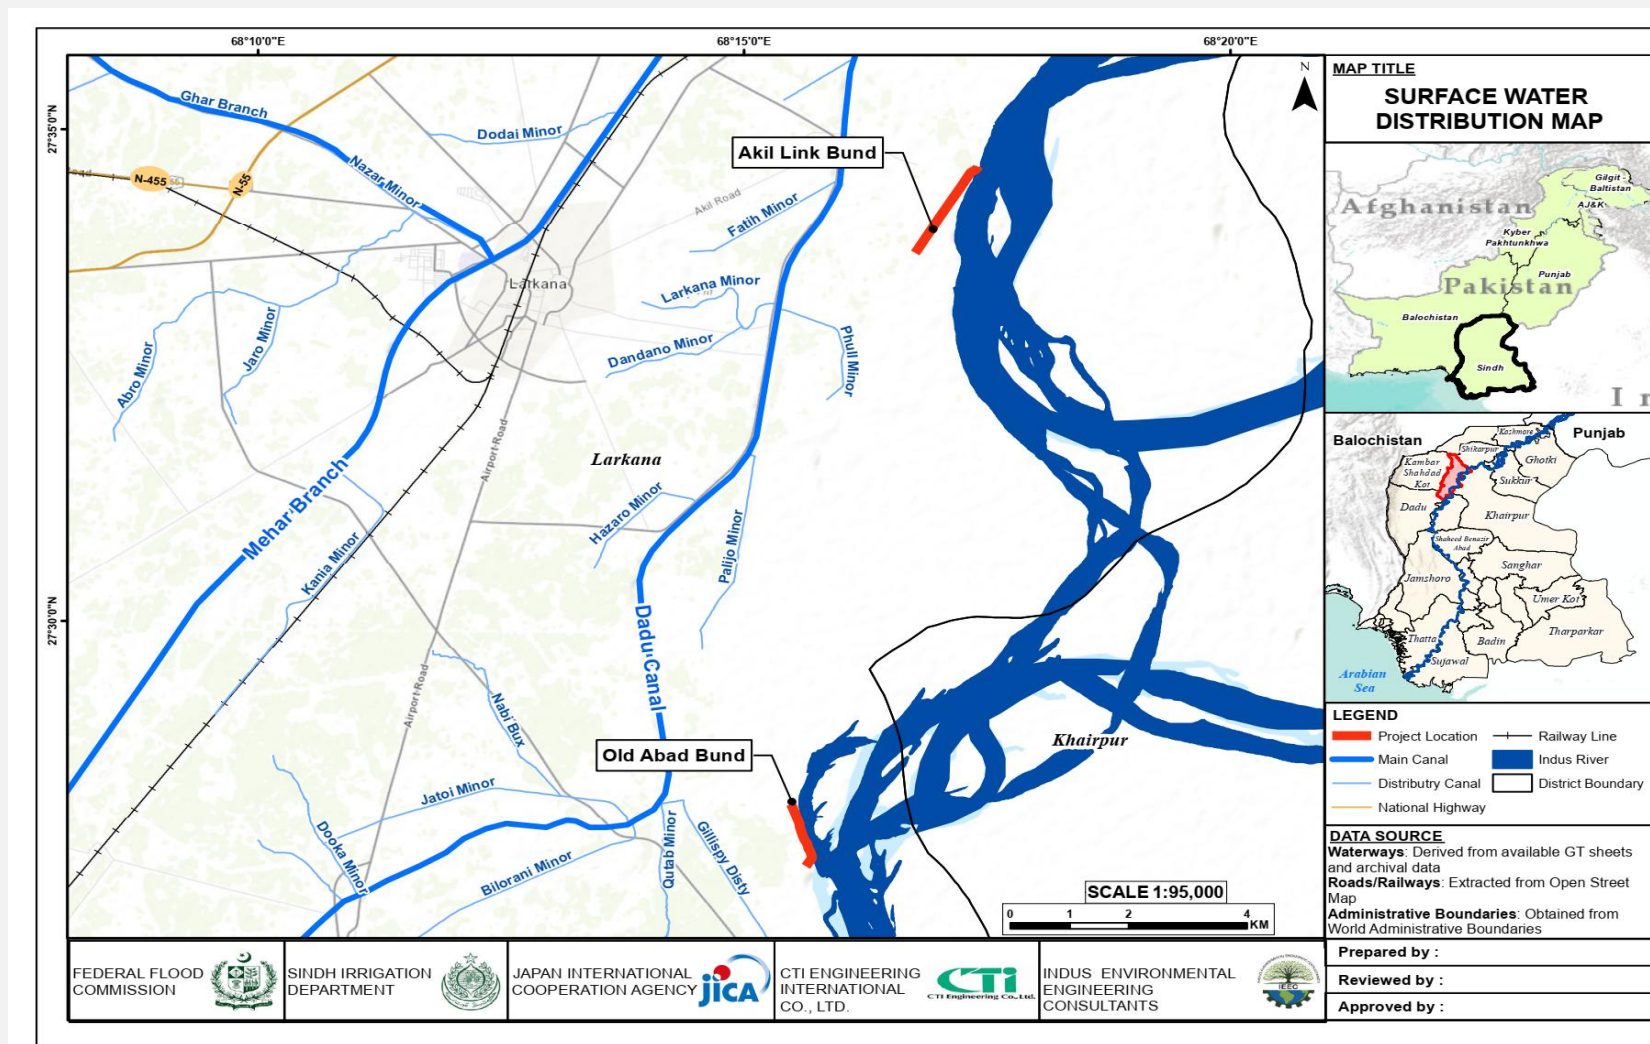 68°10'0"E
68°15'0"E
68°20'0"E
27°35'0"N
27°30'0"N
Ghar Branch
Dodai Minor
Nazar Minor
N-455
55
N-55
Akil Link Bund
N
Akil Road
Fatih Minor
Larkana
Larkana Minor
Dandano Minor
Phull Minor
Abro Minor
Jaro Minor
Airport Road
Larkana
Mehar Branch
Hazaro Minor
Palijo Minor
Kania Minor
Dadu Canal
Airport Road
Nabi Bux
Khairpur
Old Abad Bund
Jatoi Minor
Dooka Minor
Bilorani Minor
Qutab Minor
Gillispy Disty
SCALE 1:95,000
0 1 2 4
KM
MAP TITLE
SURFACE WATER
DISTRIBUTION MAP
Afghanistan
Gilgit -
Baltistan
AJ&K
Kyber
Pakhtunkhwa
Punjab
Pakistan
Balochistan
Sindh
Balochistan
Punjab
Kashmore
Shikarpur
Kambar
Shahdad
Kot
Ghotki
Sukkur
Dadu
Khairpur
Shaheed Benazir
Abad
Sanghar
Jamshoro
Umer Kot
Thatta
Badin
Tharparkar
Sujawal
Arabian
Sea
LEGEND
Project Location
Railway Line
Main Canal
Indus River
Distributry Canal
District Boundary
National Highway
DATA SOURCE
Waterways: Derived from available GT sheets
and archival data
Roads/Railways: Extracted from Open Street
Map
Administrative Boundaries: Obtained from
World Administrative Boundaries
Prepared by :
Reviewed by :
Approved by :
FEDERAL FLOOD
COMMISSION
SINDH IRRIGATION
DEPARTMENT
JAPAN INTERNATIONAL
COOPERATION AGENCY
jICA
CTI ENGINEERING
INTERNATIONAL
CO., LTD.
CTi
CTI Engineering Co., Ltd.
INDUS ENVIRONMENTAL
ENGINEERING
CONSULTANTS
IEEC